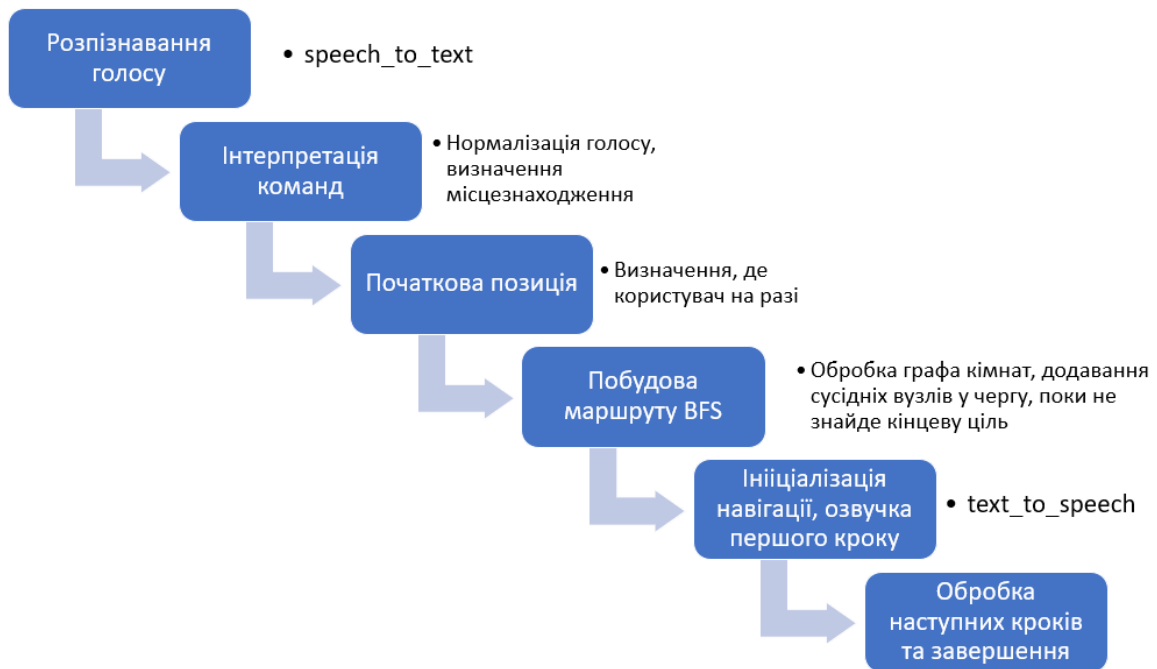 Розпізнавання
голосу
• speech_to_text
Інтерпретація
команд
• Нормалізація голосу,
визначення
місцезнаходження
Початкова позиція
• Визначення, де
користувач на разі
Побудова
маршруту BFS
• Обробка графа кімнат, додавання
сусідніх вузлів у чергу, поки не
знайде кінцеву ціль
Інііціалізація
навігації, озвучка
першого кроку
• text_to_speech
Обробка
наступних кроків
та завершення